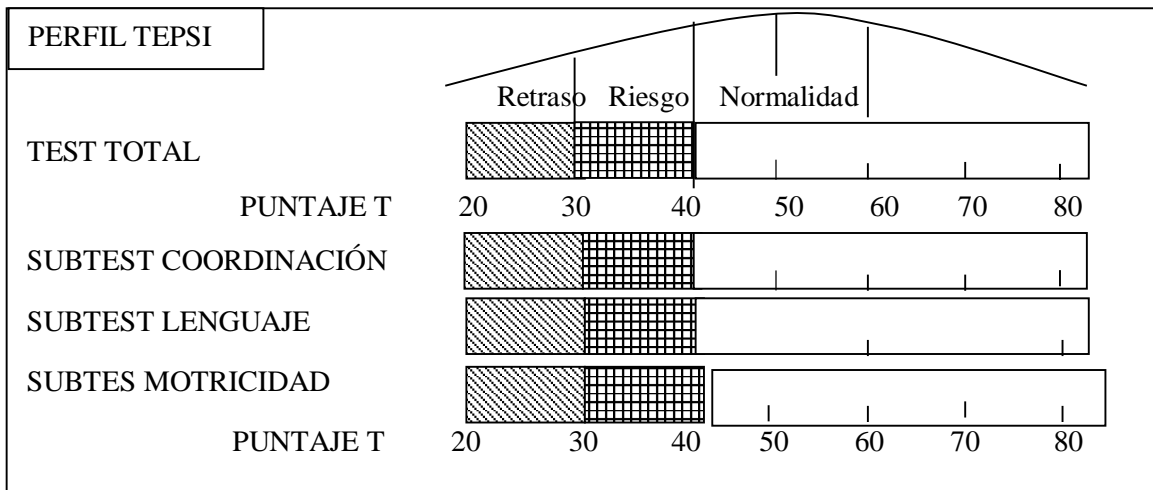 PERFIL TEPSI
Retraso Riesgo Normalidad
TEST TOTAL
PUNTAJE T 20 30 40 50 60 70 80
SUBTEST COORDINACIÓN
SUBTEST LENGUAJE
SUBTES MOTRICIDAD
PUNTAJE T 20 30 40 50 60 70 80